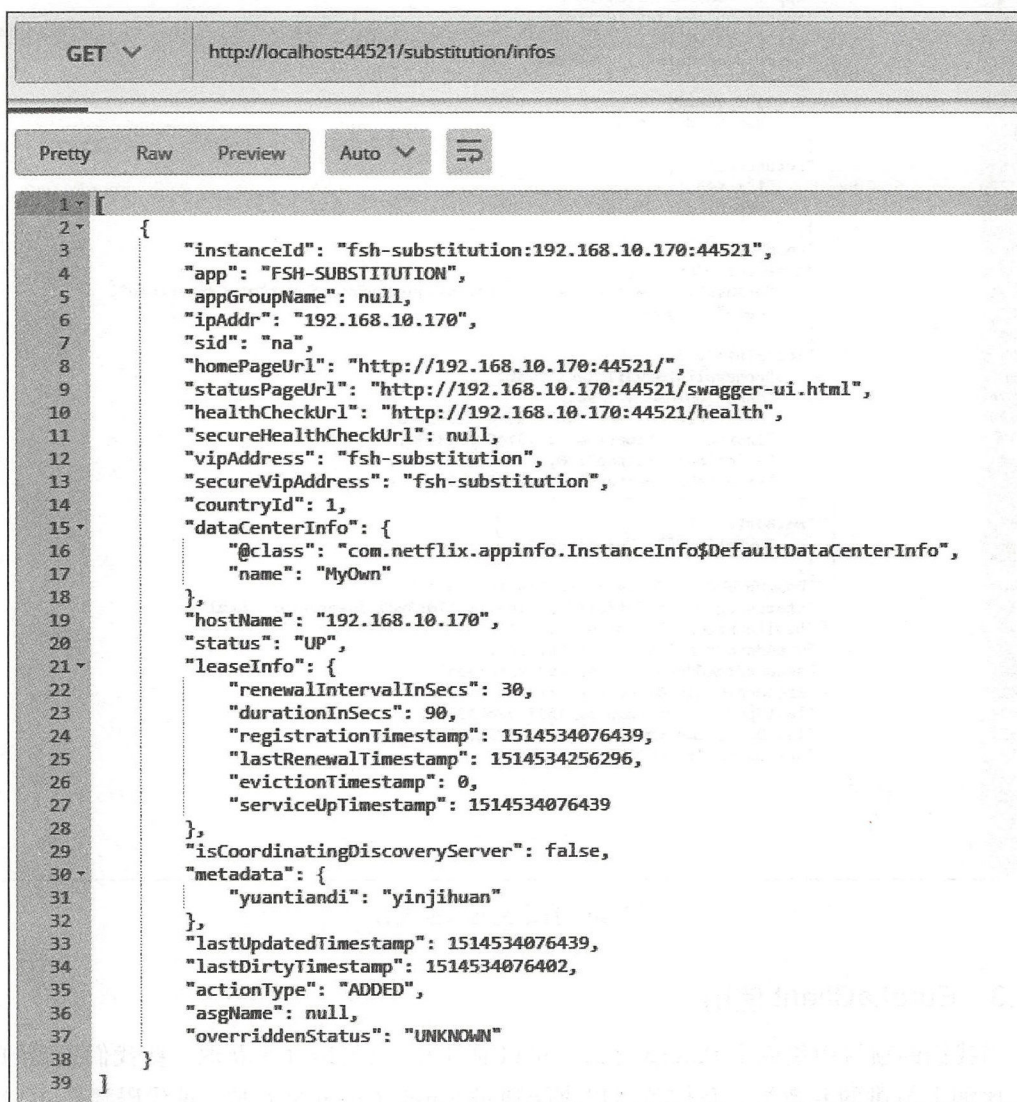 GET http://localhost:44521/substitution/infos
Pretty Raw Preview Auto
1 [
2 {
3 "instanceId": "fsh-substitution:192.168.10.170:44521",
4 "app": "FSH-SUBSTITUTION",
5 "appGroupName": null,
6 "ipAddr": "192.168.10.170",
7 "sid": "na",
8 "homePageUrl": "http://192.168.10.170:44521/",
9 "statusPageUrl": "http://192.168.10.170:44521/swagger-ui.html",
10 "healthCheckUrl": "http://192.168.10.170:44521/health",
11 "secureHealthCheckUrl": null,
12 "vipAddress": "fsh-substitution",
13 "secureVipAddress": "fsh-substitution",
14 "countryId": 1,
15 "dataCenterInfo": {
16 "@class": "com.netflix.appinfo.InstanceInfo$DefaultDataCenterInfo",
17 "name": "MyOwn"
18 },
19 "hostName": "192.168.10.170",
20 "status": "UP",
21 "leaseInfo": {
22 "renewalIntervalInSecs": 30,
23 "durationInSecs": 90,
24 "registrationTimestamp": 1514534076439,
25 "lastRenewalTimestamp": 1514534256296,
26 "evictionTimestamp": 0,
27 "serviceUpTimestamp": 1514534076439
28 },
29 "isCoordinatingDiscoveryServer": false,
30 "metadata": {
31 "yuantiandi": "yinjihuan"
32 },
33 "lastUpdatedTimestamp": 1514534076439,
34 "lastDirtyTimestamp": 1514534076402,
35 "actionType": "ADDED",
36 "asgName": null,
37 "overriddenStatus": "UNKNOWN"
38 }
39 ]